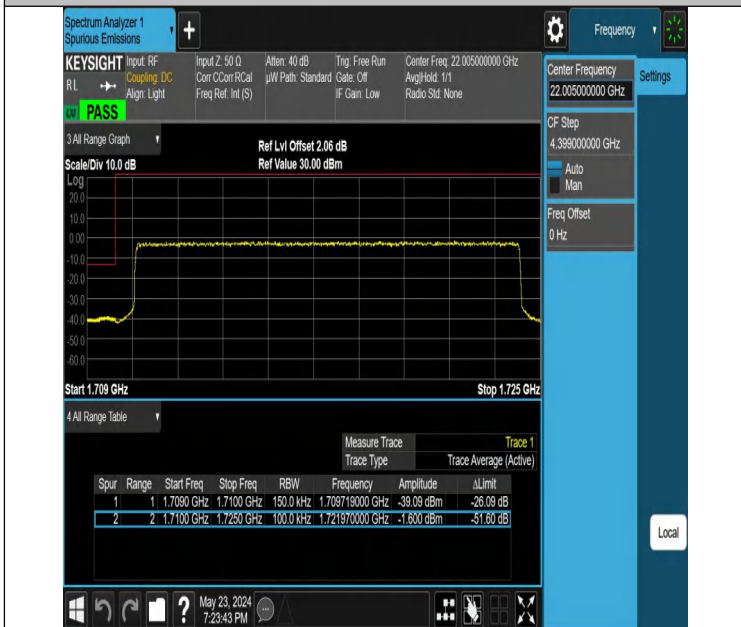 Spectrum Analyzer 1
Spurious Emissions
+
Frequency
KEYSIGHT Input: RF Input Z: 50 Ω Atten: 40 dB Trig: Free Run Center Freq: 22.005000000 GHz
RL Coupling: DC Corr CCorr RCal µW Path: Standard Gate: Off Avg|Hold: 1/1
Align: Light Freq Ref: Int (S) IF Gain: Low Radio Std: None
PASS
Center Frequency
22.005000000 GHz
Settings
CF Step
4.399000000 GHz
Auto
Man
Freq Offset
0 Hz
3 All Range Graph
Ref Lvl Offset 2.06 dB
Scale/Div 10.0 dB Ref Value 30.00 dBm
Log
20.0
10.0
0.00
-10.0
-20.0
-30.0
-40.0
-50.0
-60.0
Start 1.709 GHz Stop 1.725 GHz
4 All Range Table
Measure Trace Trace 1
Trace Type Trace Average (Active)
Spur Range Start Freq Stop Freq RBW Frequency Amplitude ΔLimit
1 1 1.7090 GHz 1.7100 GHz 150.0 kHz 1.709719000 GHz -39.09 dBm -26.09 dB
2 2 1.7100 GHz 1.7250 GHz 100.0 kHz 1.721970000 GHz -1.600 dBm -51.60 dB
Local
? May 23, 2024
7:23:43 PM